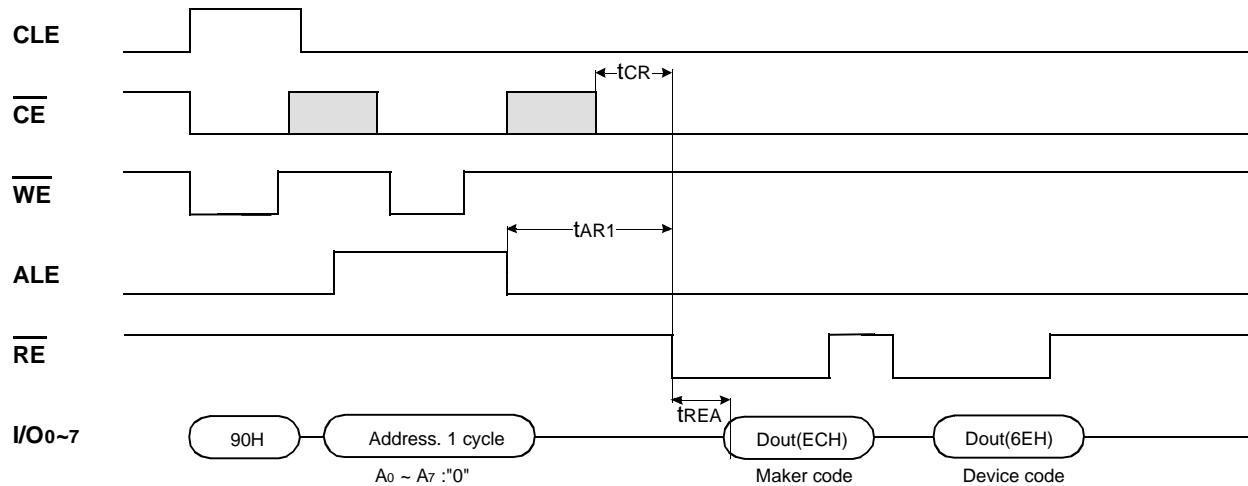 CLE
tCR
CE
WE
tAR1
ALE
RE
tREA
I/O0~7
90H
Address. 1 cycle
Dout(ECH)
Dout(6EH)
A0 ~ A7 :"0"
Maker code
Device code